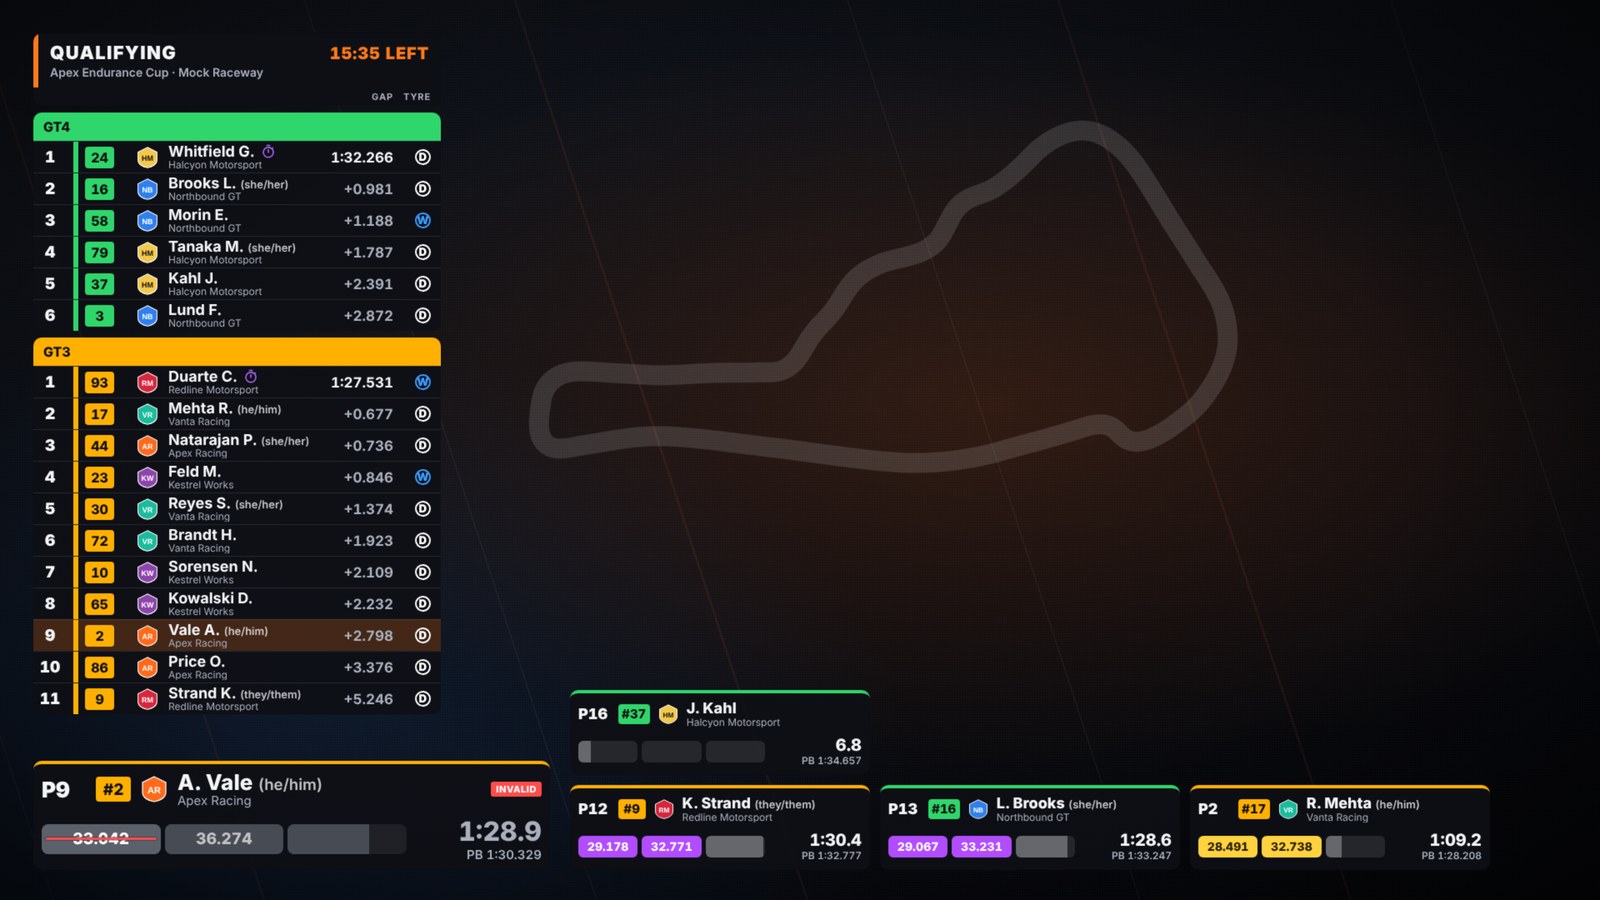 QUALIFYING 15:35 LEFT
Apex Endurance Cup · Mock Raceway
GAP TYRE
GT4
1 24 HM Whitfield G. 1:32.266 D
Halcyon Motorsport
2 16 NB Brooks L. (she/her) +0.981 D
Northbound GT
3 58 NB Morin E. +1.188 W
Northbound GT
4 79 HM Tanaka M. (she/her) +1.787 D
Halcyon Motorsport
5 37 HM Kahl J. +2.391 D
Halcyon Motorsport
6 3 NB Lund F. +2.872 D
Northbound GT
GT3
1 93 RM Duarte C. 1:27.531 W
Redline Motorsport
2 17 VR Mehta R. (he/him) +0.677 D
Vanta Racing
3 44 AR Natarajan P. (she/her) +0.736 D
Apex Racing
4 23 KW Feld M. +0.846 W
Kestrel Works
5 30 VR Reyes S. (she/her) +1.374 D
Vanta Racing
6 72 VR Brandt H. +1.923 D
Vanta Racing
7 10 KW Sorensen N. +2.109 D
Kestrel Works
8 65 KW Kowalski D. +2.232 D
Kestrel Works
9 2 AR Vale A. (he/him) +2.798 D
Apex Racing
10 86 AR Price O. +3.376 D
Apex Racing
11 9 RM Strand K. (they/them) +5.246 D
Redline Motorsport
P9 #2 AR A. Vale (he/him) INVALID
Apex Racing
33.042 36.274 1:28.9
PB 1:30.329
P16 #37 HM J. Kahl
Halcyon Motorsport
6.8
PB 1:34.657
P12 #9 RM K. Strand (they/them)
Redline Motorsport
29.178 32.771 1:30.4
PB 1:32.777
P13 #16 NB L. Brooks (she/her)
Northbound GT
29.067 33.231 1:28.6
PB 1:33.247
P2 #17 VR R. Mehta (he/him)
Vanta Racing
28.491 32.738 1:09.2
PB 1:28.208